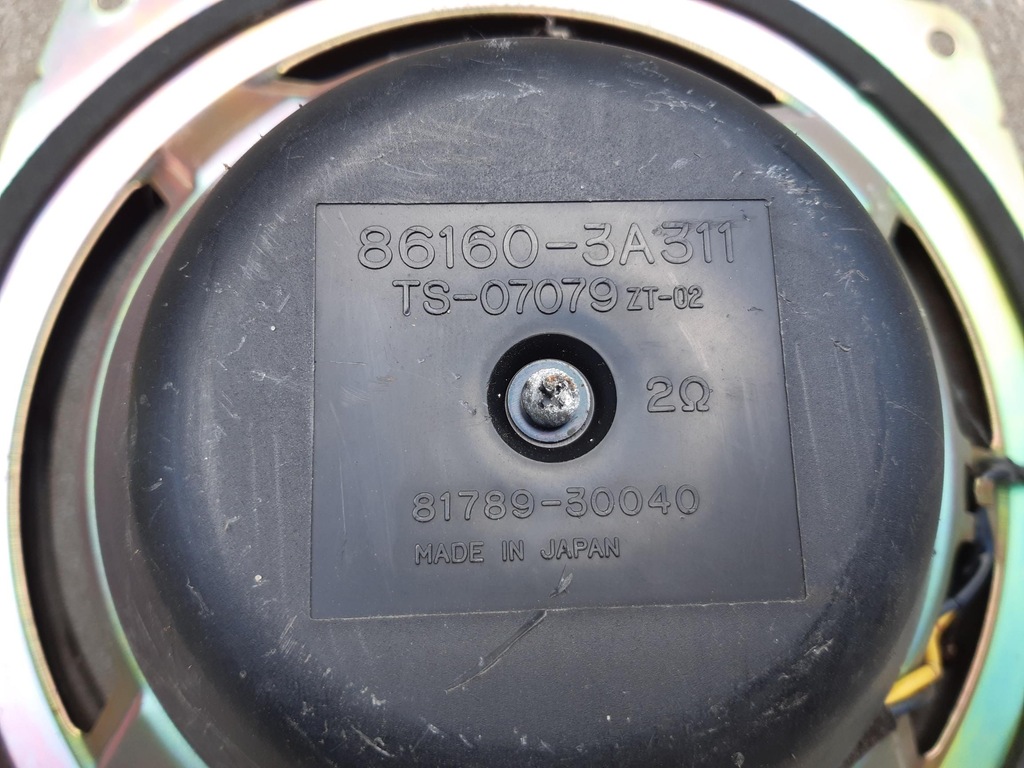 86160-3A311
TS-07079 ZT-02
2Ω
81789-30040
MADE IN JAPAN